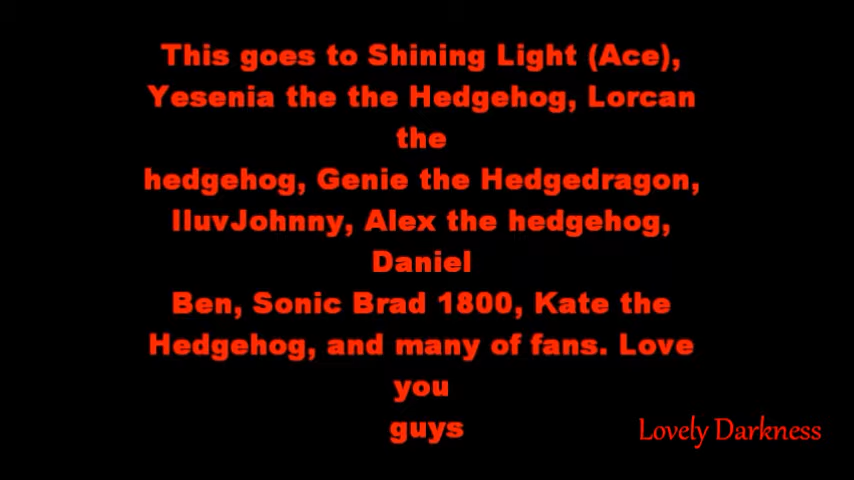 This goes to Shining Light (Ace),
Yesenia the the Hedgehog, Lorcan
the
hedgehog, Genie the Hedgedragon,
IluvJohnny, Alex the hedgehog,
Daniel
Ben, Sonic Brad 1800, Kate the
Hedgehog, and many of fans. Love
you
guys
Lovely Darkness